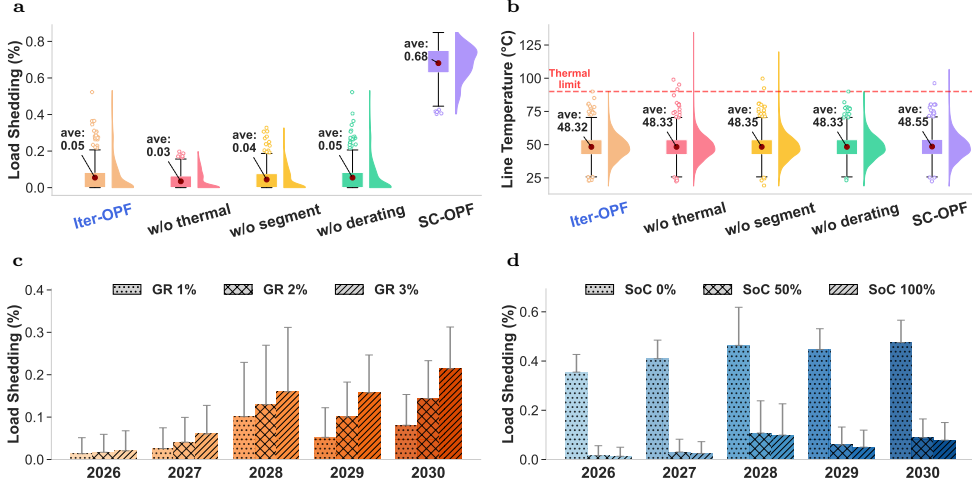 a
Load Shedding (%)
0.8
0.6
0.4
0.2
0.0
ave:
0.05
ave:
0.03
ave:
0.04
ave:
0.05
ave:
0.68
Iter-OPF
w/o thermal
w/o segment
w/o derating
SC-OPF
b
Line Temperature (°C)
125
100
75
50
25
Thermal
limit
ave:
48.32
ave:
48.33
ave:
48.35
ave:
48.33
ave:
48.55
Iter-OPF
w/o thermal
w/o segment
w/o derating
SC-OPF
c
Load Shedding (%)
0.4
0.3
0.2
0.1
0.0
GR 1%
GR 2%
GR 3%
2026
2027
2028
2029
2030
d
Load Shedding (%)
0.6
0.4
0.2
0.0
SoC 0%
SoC 50%
SoC 100%
2026
2027
2028
2029
2030